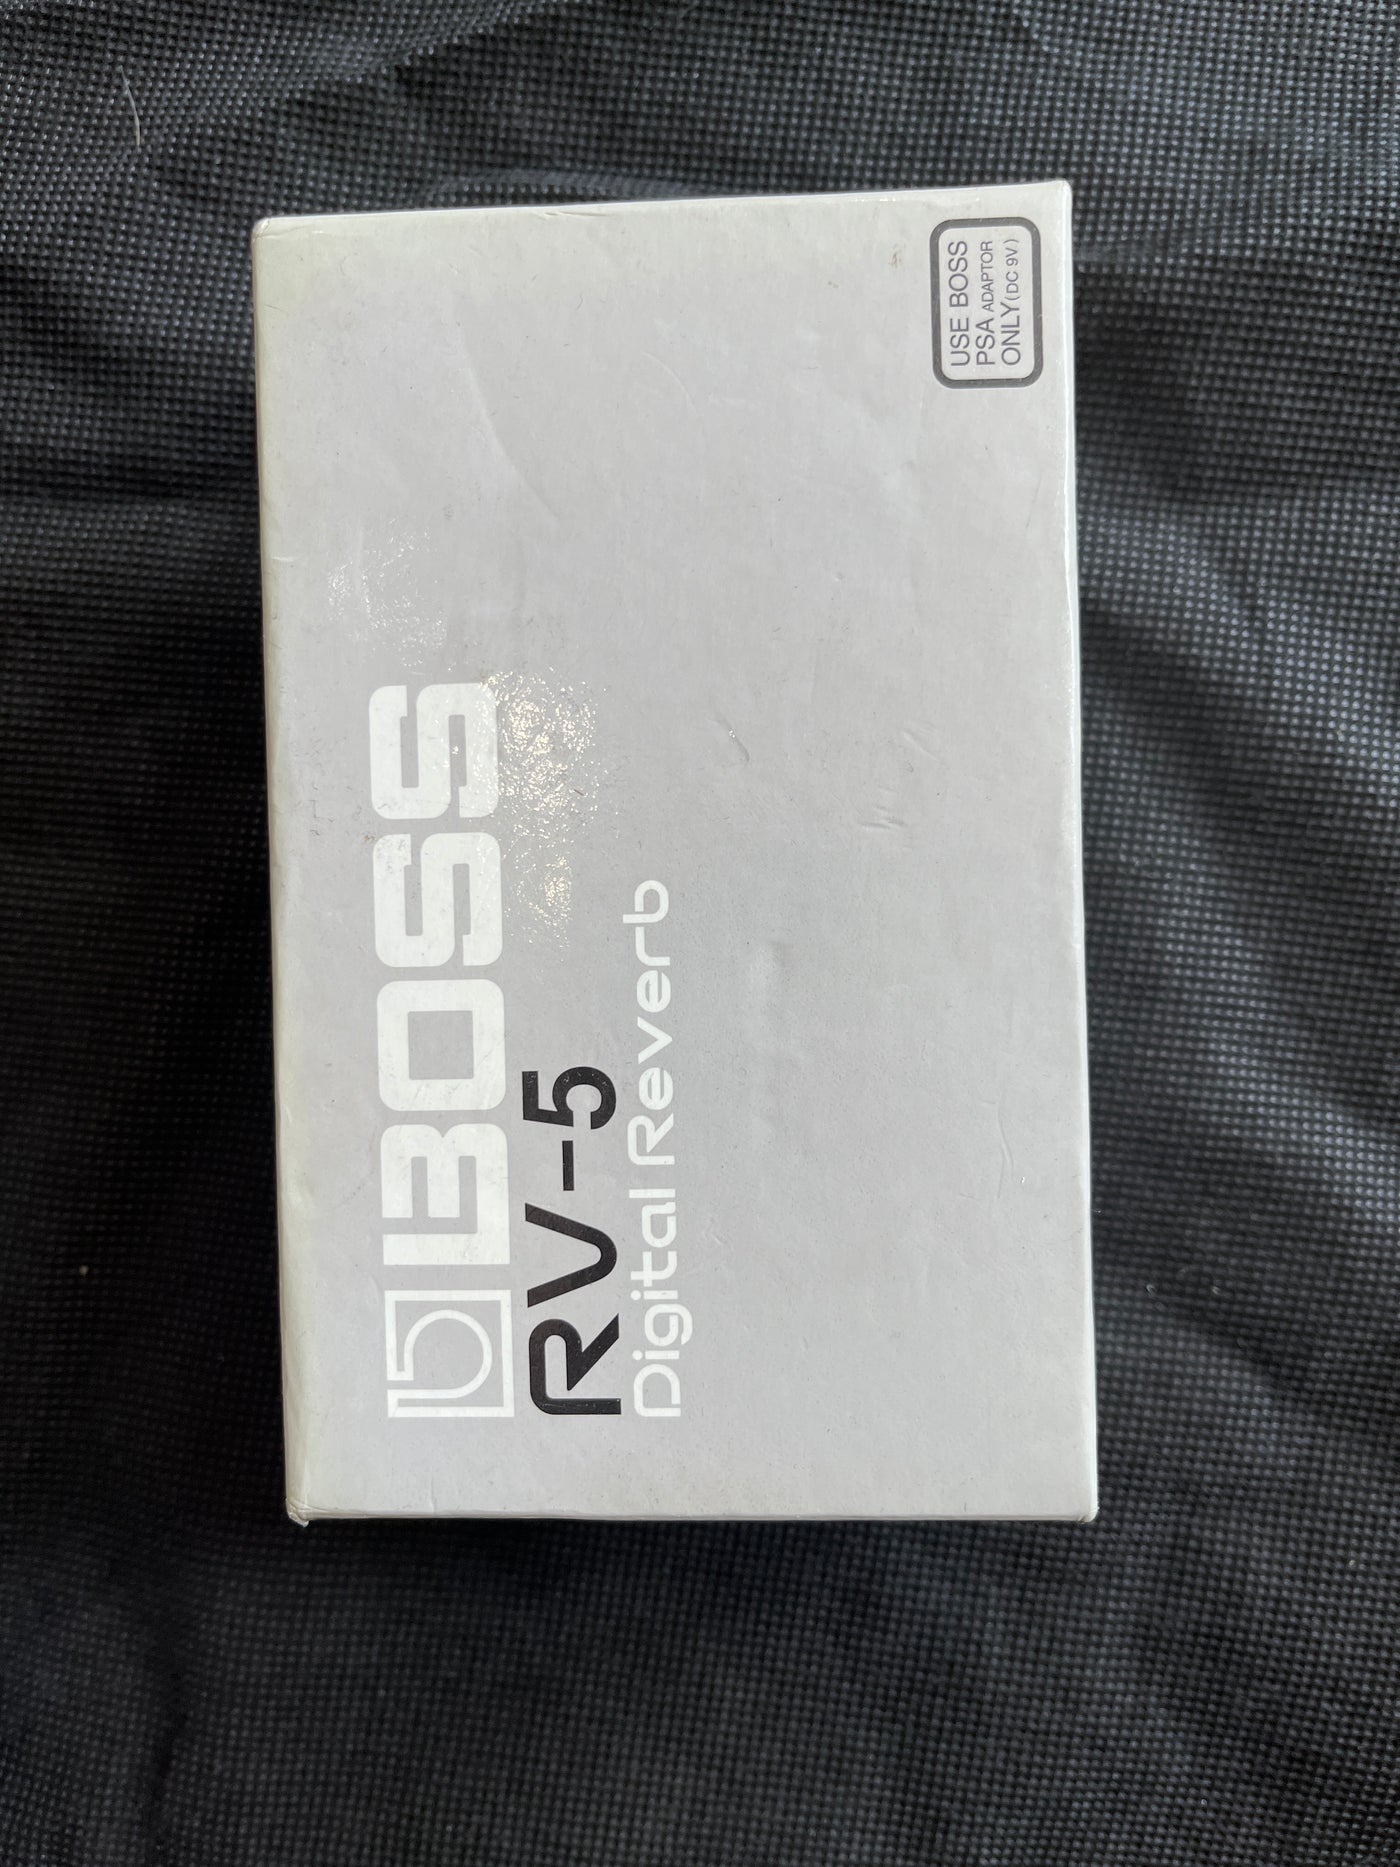 BOSS
RV-5
Digital Reverb
USE BOSS
PSA ADAPTOR
ONLY(DC 9V)